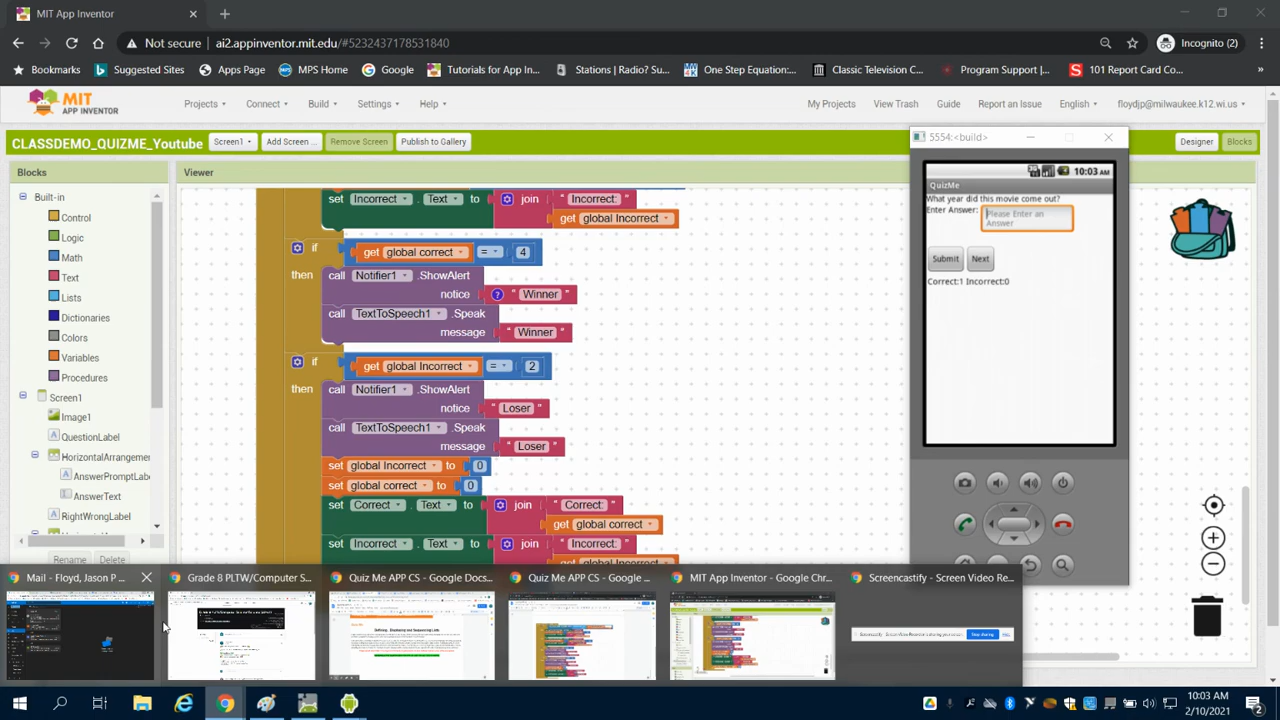 MIT App Inventor
Not secure
ai2.appinventor.mit.edu/#5232437178531840
Incognito (2)
Bookmarks
Suggested Sites
Apps
MPS Home
Google
Tutorials for App In...
Stations | Radio? Su...
One Step Equation:...
Classic Television C...
Program Support |...
101 Report Card Co...
MIT
APP INVENTOR
Projects
Connect
Build
Settings
Help
My Projects
View Trash
Guide
Report an Issue
English
floydjp@milwaukee.k12.wi.us
CLASSDEMO_QUIZME_Youtube
Screen1
Add Screen ...
Remove Screen
Publish to Gallery
Designer
Blocks
Blocks
Viewer
Built-in
Control
Logic
Math
Text
Lists
Dictionaries
Colors
Variables
Procedures
Screen1
Image1
QuestionLabel
HorizontalArrangeme
AnswerPromptLabe
AnswerText
RightWrongLabel
Rename
Delete
set Incorrect . Text to join " Incorrect: "
get global Incorrect
if get global correct = 4
then call Notifier1 .ShowAlert
notice " Winner "
call TextToSpeech1 .Speak
message " Winner "
if get global Incorrect = 2
then call Notifier1 .ShowAlert
notice " Loser "
call TextToSpeech1 .Speak
message " Loser "
set global Incorrect to 0
set global correct to 0
set Correct . Text to join " Correct: "
get global correct
set Incorrect . Text to join " Incorrect: "
get global Incorrect
5554:<build>
10:03 AM
QuizMe
What year did this movie come out?
Enter Answer:
Please Enter an
Answer
Submit
Next
Correct:1 Incorrect:0
Mail - Floyd, Jason P ...
Grade 8 PLTW/Computer S...
Quiz Me APP CS - Google Docs...
Quiz Me APP CS - Google ...
MIT App Inventor - Google Chr...
Screencastify - Screen Video Re...
Stop sharing
10:03 AM
2/10/2021
2